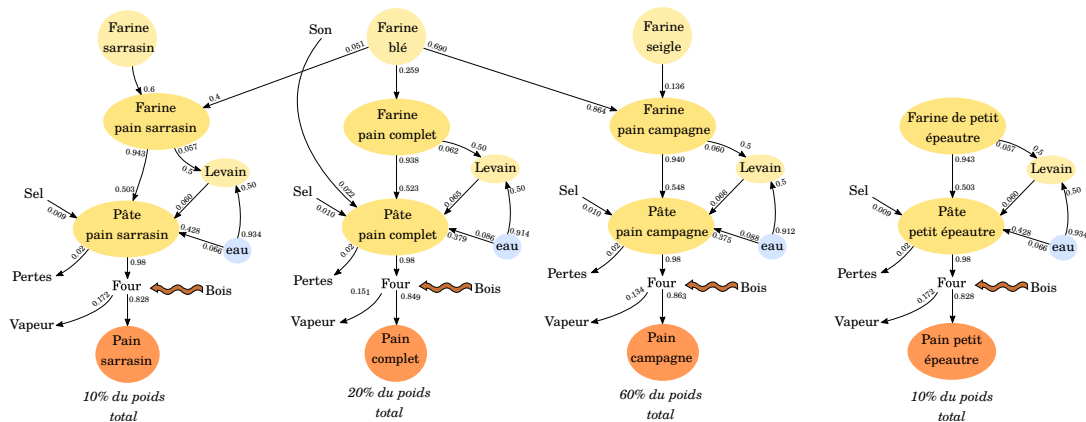 Farine
sarrasin
0.6
0.4
Farine
pain sarrasin
0.943
0.057
0.5
Levain
0.50
Sel
0.009
0.503
0.060
Pâte
pain sarrasin
0.428
0.066
0.934
eau
0.02
Pertes
0.98
Four
Bois
0.172
0.828
Vapeur
Pain
sarrasin
10% du poids
total
Son
Farine
blé
0.051
0.259
0.690
Farine
pain complet
0.938
0.062
0.50
Levain
0.50
0.022
Sel
0.010
0.523
0.065
Pâte
pain complet
0.379
0.086
0.914
eau
0.02
Pertes
0.98
Four
Bois
0.151
0.849
Vapeur
Pain
complet
20% du poids
total
Farine
seigle
0.136
0.864
Farine
pain campagne
0.940
0.060
0.5
Levain
0.5
Sel
0.010
0.548
0.066
Pâte
pain campagne
0.375
0.088
0.912
eau
0.02
Pertes
0.98
Four
Bois
0.134
0.863
Vapeur
Pain
campagne
60% du poids
total
Farine de petit
épeautre
0.943
0.057
0.5
Levain
0.50
Sel
0.009
0.503
0.060
Pâte
petit épeautre
0.428
0.066
0.934
eau
0.02
Pertes
0.98
Four
Bois
0.172
0.828
Vapeur
Pain petit
épeautre
10% du poids
total